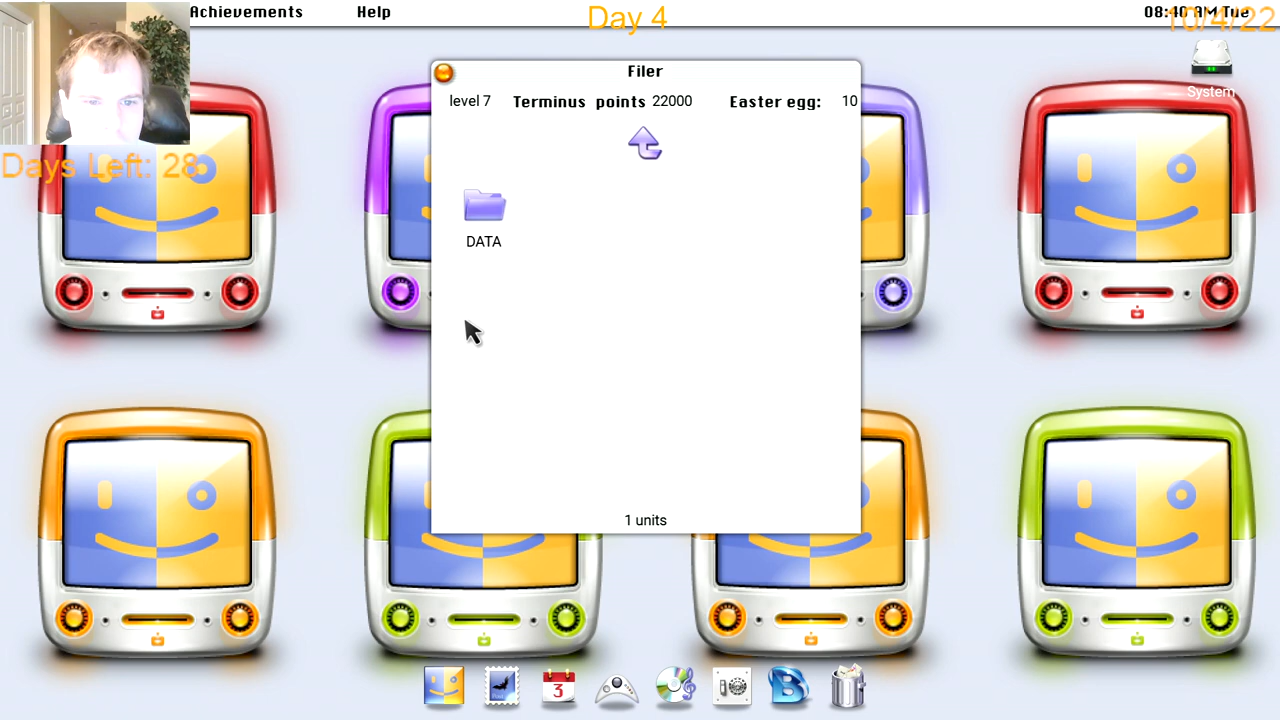 Achievements Help
Day 4
08:40 AM Tue
10/4/22
Filer
level 7 Terminus points 22000 Easter egg: 10
System
Days Left: 28
DATA
1 units
3